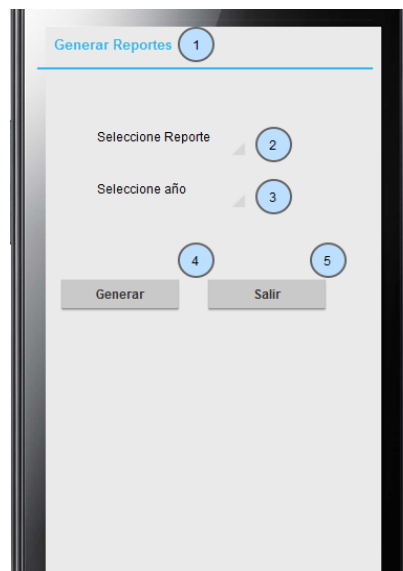 Generar Reportes 1
Seleccione Reporte 2
Seleccione año 3
4 5
Generar Salir